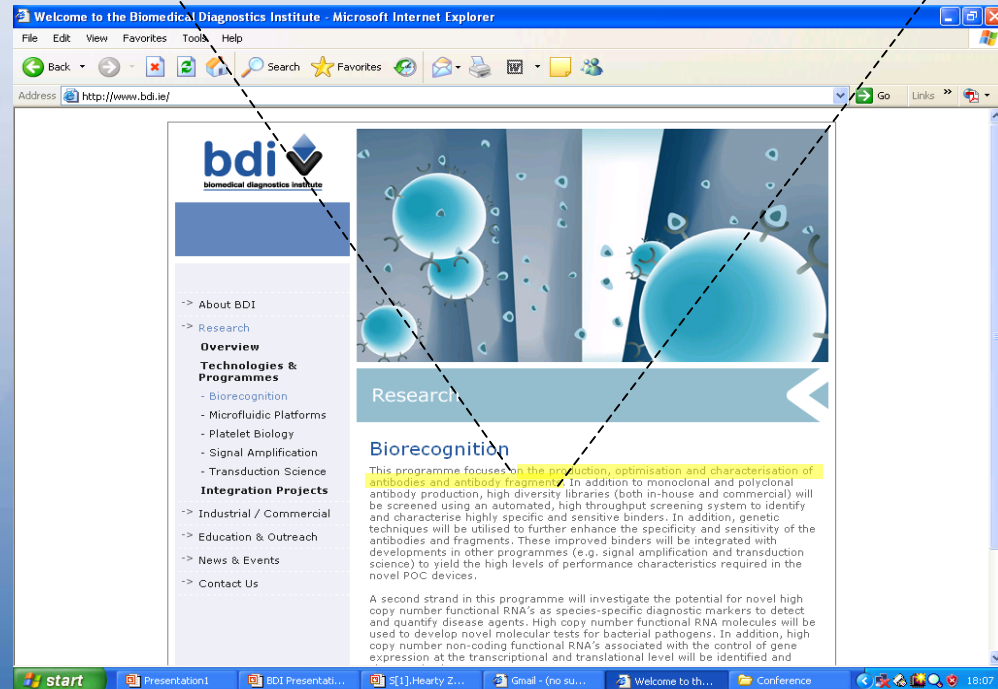 Welcome to the Biomedical Diagnostics Institute - Microsoft Internet Explorer
File Edit View Favorites Tools Help
Back Search Favorites
Address http://www.bdi.ie/ Go Links »
bdi
biomedical diagnostics institute
-> About BDI
-> Research
Overview
Technologies &
Programmes
- Biorecognition
- Microfluidic Platforms
- Platelet Biology
- Signal Amplification
- Transduction Science
Integration Projects
-> Industrial / Commercial
-> Education & Outreach
-> News & Events
-> Contact Us
Research
Biorecognition
This programme focuses on the production, optimisation and characterisation of
antibodies and antibody fragments. In addition to monoclonal and polyclonal
antibody production, high diversity libraries (both in-house and commercial) will
be screened using an automated, high throughput screening system to identify
and characterise highly specific and sensitive binders. In addition, genetic
techniques will be utilised to further enhance the specificity and sensitivity of the
antibodies and fragments. These improved binders will be integrated with
developments in other programmes (e.g. signal amplification and transduction
science) to yield the high levels of performance characteristics required in the
novel POC devices.
A second strand in this programme will investigate the potential for novel high
copy number functional RNA's as species-specific diagnostic markers to detect
and quantify disease agents. High copy number functional RNA molecules will be
used to develop novel molecular tests for bacterial pathogens. In addition, high
copy number non-coding functional RNA's associated with the control of gene
expression at the transcriptional and translational level will be identified and
start Presentation1 BDI Presentati... S[1].Hearty Z... Gmail - (no su... Welcome to th... Conference 18:07